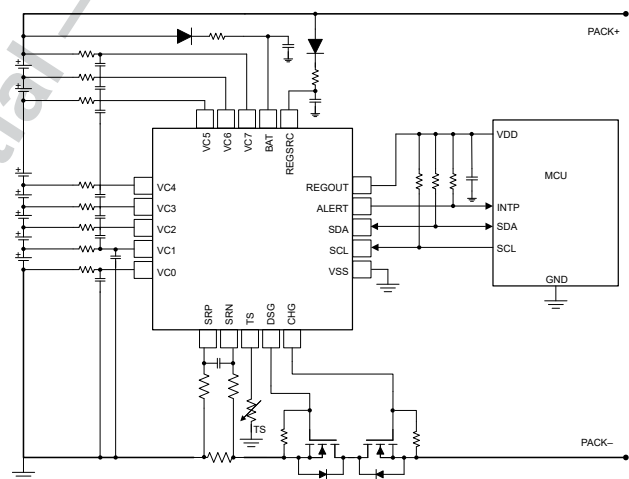 PACK+
VC5
VC6
VC7
BAT
REGSRC
VC4
VC3
VC2
VC1
VC0
REGOUT
ALERT
SDA
SCL
VSS
SRP
SRN
TS
DSG
CHG
VDD
MCU
INTP
SDA
SCL
GND
TS
PACK–
tial –